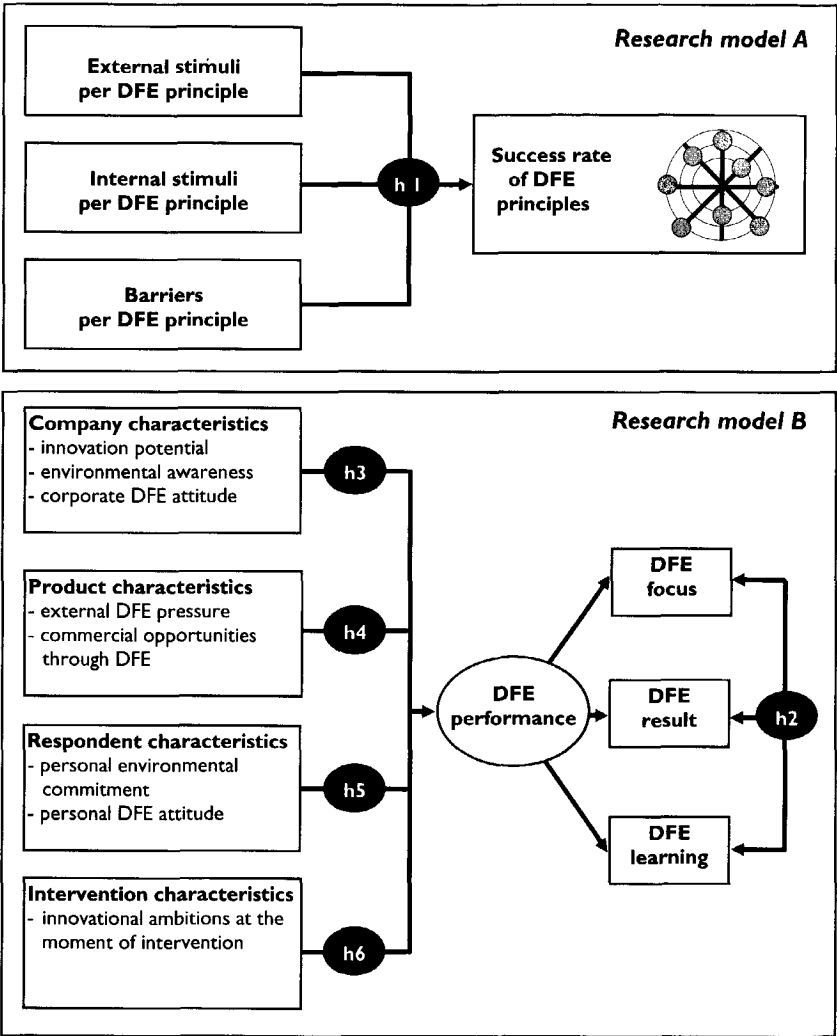 Research model A
External stimuli
per DFE principle
Internal stimuli
per DFE principle
Barriers
per DFE principle
h1
Success rate
of DFE
principles
Research model B
Company characteristics
- innovation potential
- environmental awareness
- corporate DFE attitude
h3
Product characteristics
- external DFE pressure
- commercial opportunities
through DFE
h4
Respondent characteristics
- personal environmental
commitment
- personal DFE attitude
h5
Intervention characteristics
- innovational ambitions at the
moment of intervention
h6
DFE
performance
DFE
focus
DFE
result
DFE
learning
h2